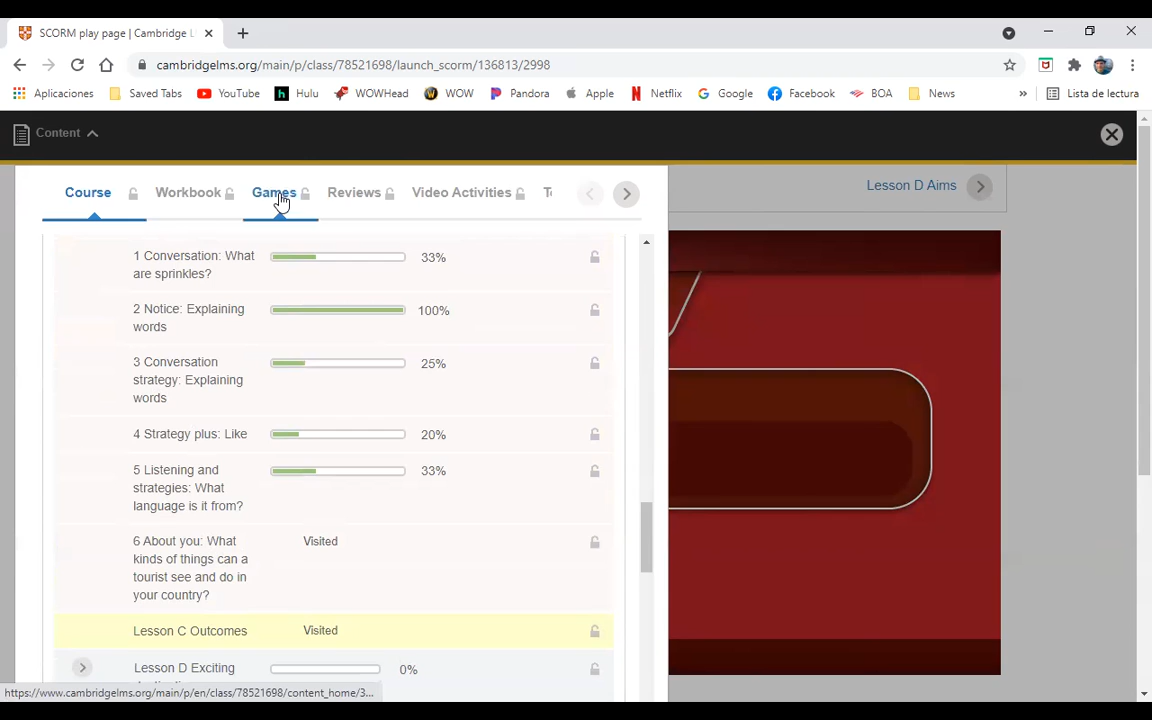 SCORM play page | Cambridge L
cambridgelms.org/main/p/class/78521698/launch_scorm/136813/2998
Aplicaciones Saved Tabs YouTube Hulu WOWHead WOW Pandora Apple Netflix Google Facebook BOA News » Lista de lectura
Content
Course Workbook Games Reviews Video Activities Te
Lesson D Aims
1 Conversation: What 33%
are sprinkles?
2 Notice: Explaining 100%
words
3 Conversation 25%
strategy: Explaining
words
4 Strategy plus: Like 20%
5 Listening and 33%
strategies: What
language is it from?
6 About you: What Visited
kinds of things can a
tourist see and do in
your country?
Lesson C Outcomes Visited
Lesson D Exciting 0%
https://www.cambridgelms.org/main/p/en/class/78521698/content_home/3...